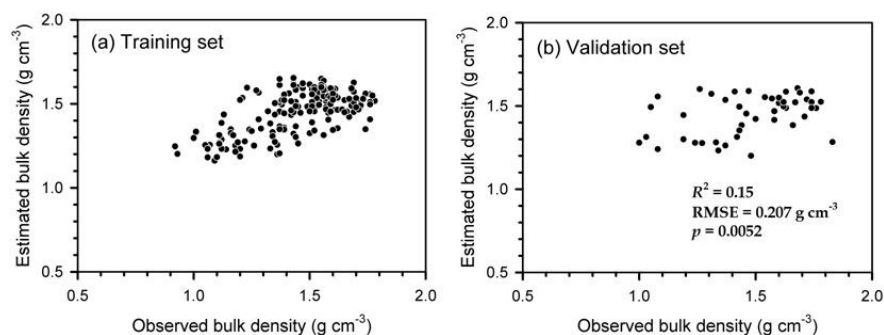 (a) Training set
Estimated bulk density (g cm⁻³)
2.0
1.5
1.0
0.5
0.5 1.0 1.5 2.0
Observed bulk density (g cm⁻³)
(b) Validation set
Estimated bulk density (g cm⁻³)
2.0
1.5
1.0
0.5
R² = 0.15
RMSE = 0.207 g cm⁻³
p = 0.0052
0.5 1.0 1.5 2.0
Observed bulk density (g cm⁻³)